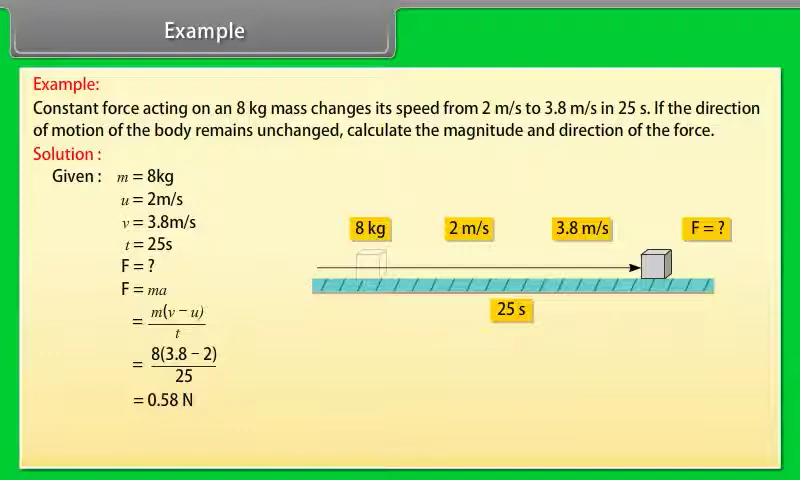 Example
Example:
Constant force acting on an 8 kg mass changes its speed from 2 m/s to 3.8 m/s in 25 s. If the direction
of motion of the body remains unchanged, calculate the magnitude and direction of the force.
Solution :
Given : m = 8kg
u = 2m/s
v = 3.8m/s
t = 25s
F = ?
F = ma
= m(v − u)
t
= 8(3.8 − 2)
25
= 0.58 N
8 kg 2 m/s 3.8 m/s F = ?
25 s